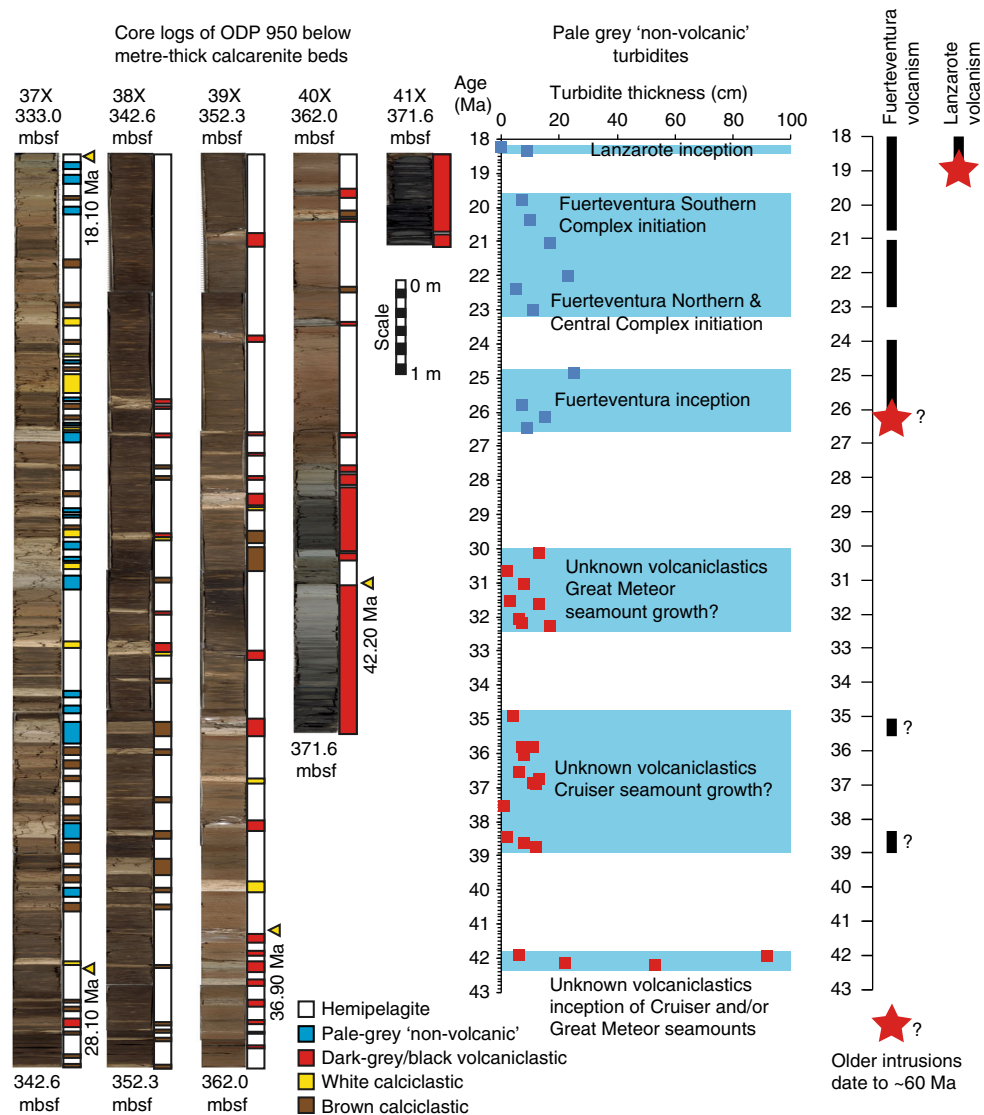 Core logs of ODP 950 below
metre-thick calcarenite beds
37X
333.0
mbsf
38X
342.6
mbsf
39X
352.3
mbsf
40X
362.0
mbsf
41X
371.6
mbsf
18.10 Ma
28.10 Ma
36.90 Ma
42.20 Ma
342.6
mbsf
352.3
mbsf
362.0
mbsf
371.6
mbsf
Scale
0 m
1 m
Hemipelagite
Pale-grey ‘non-volcanic’
Dark-grey/black volcaniclastic
White calciclastic
Brown calciclastic
Pale grey ‘non-volcanic’
turbidites
Age
(Ma)
Turbidite thickness (cm)
0 20 40 60 80 100
18
19
20
21
22
23
24
25
26
27
28
29
30
31
32
33
34
35
36
37
38
39
40
41
42
43
Lanzarote inception
Fuerteventura Southern
Complex initiation
Fuerteventura Northern &
Central Complex initiation
Fuerteventura inception
Unknown volcaniclastics
Great Meteor
seamount growth?
Unknown volcaniclastics
Cruiser seamount growth?
Unknown volcaniclastics
inception of Cruiser and/or
Great Meteor seamounts
Fuerteventura
volcanism
Lanzarote
volcanism
18
19
20
21
22
23
24
25
26
27
28
29
30
31
32
33
34
35
36
37
38
39
40
41
42
43
?
?
?
?
Older intrusions
date to ~60 Ma